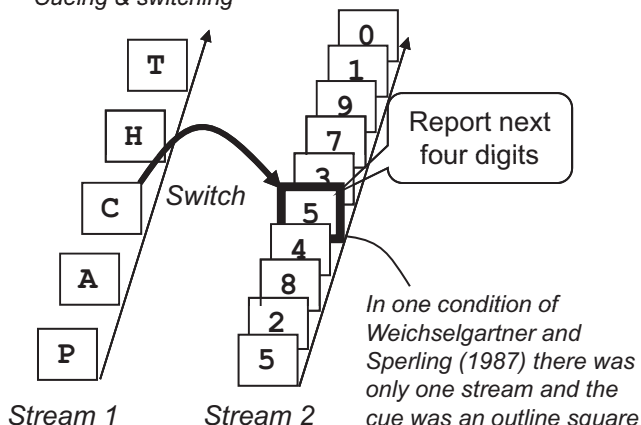 Cueing & switching
T
H
C
A
P
Switch
0
1
9
7
3
5
4
8
2
5
Report next
four digits
In one condition of
Weichselgartner and
Sperling (1987) there was
only one stream and the
cue was an outline square
Stream 1
Stream 2